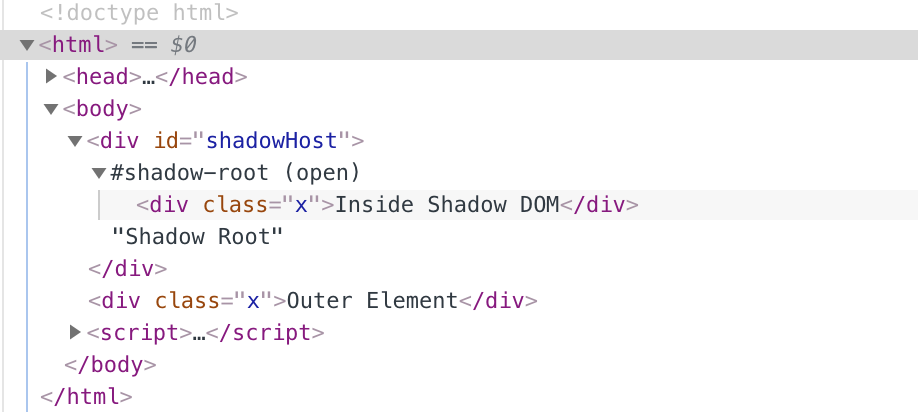 <!doctype html>
▼<html> == $0
▶<head>…</head>
▼<body>
▼<div id="shadowHost">
▼#shadow-root (open)
<div class="x">Inside Shadow DOM</div>
"Shadow Root"
</div>
<div class="x">Outer Element</div>
▶<script>…</script>
</body>
</html>